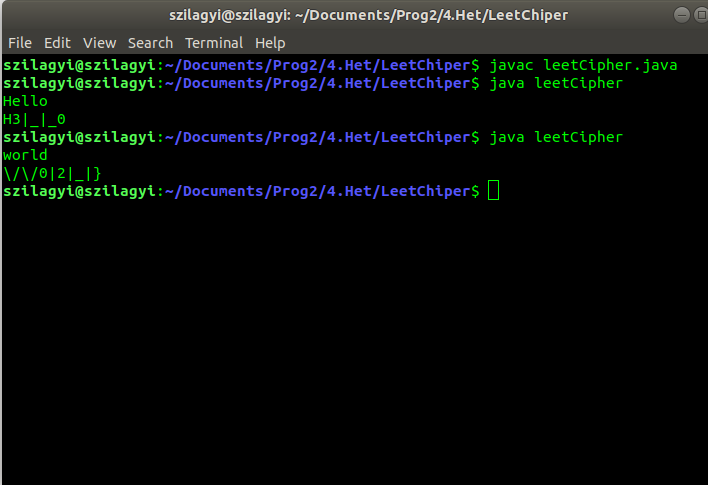 szilagyi@szilagyi: ~/Documents/Prog2/4.Het/LeetChiper
File Edit View Search Terminal Help
szilagyi@szilagyi:~/Documents/Prog2/4.Het/LeetChiper$ javac leetCipher.java
szilagyi@szilagyi:~/Documents/Prog2/4.Het/LeetChiper$ java leetCipher
Hello
H3|_|_0
szilagyi@szilagyi:~/Documents/Prog2/4.Het/LeetChiper$ java leetCipher
world
\/\/0|2|_|}
szilagyi@szilagyi:~/Documents/Prog2/4.Het/LeetChiper$